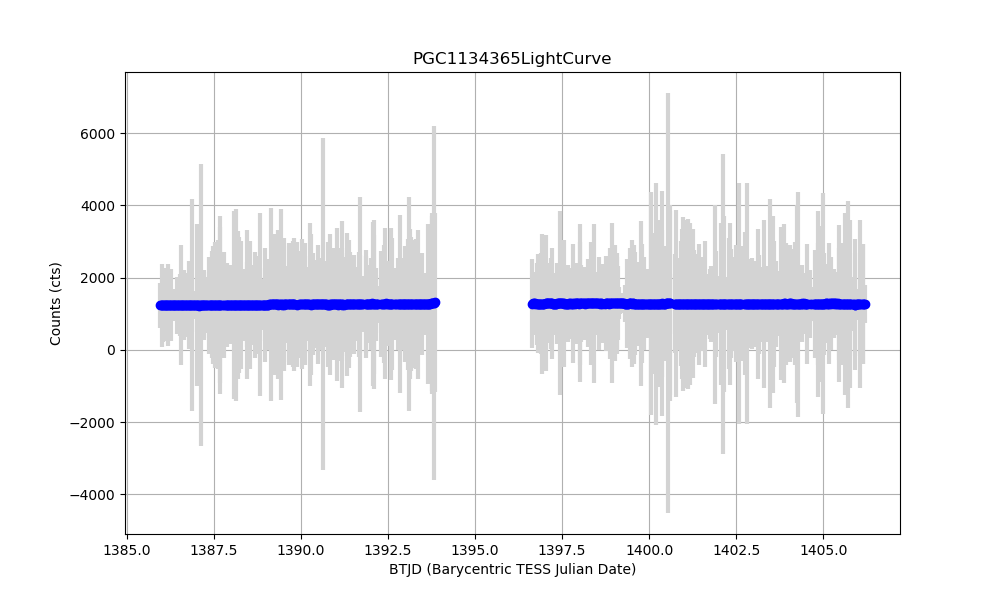 PGC1134365LightCurve
Counts (cts)
6000
4000
2000
0
−2000
−4000
1385.0 1387.5 1390.0 1392.5 1395.0 1397.5 1400.0 1402.5 1405.0
BTJD (Barycentric TESS Julian Date)